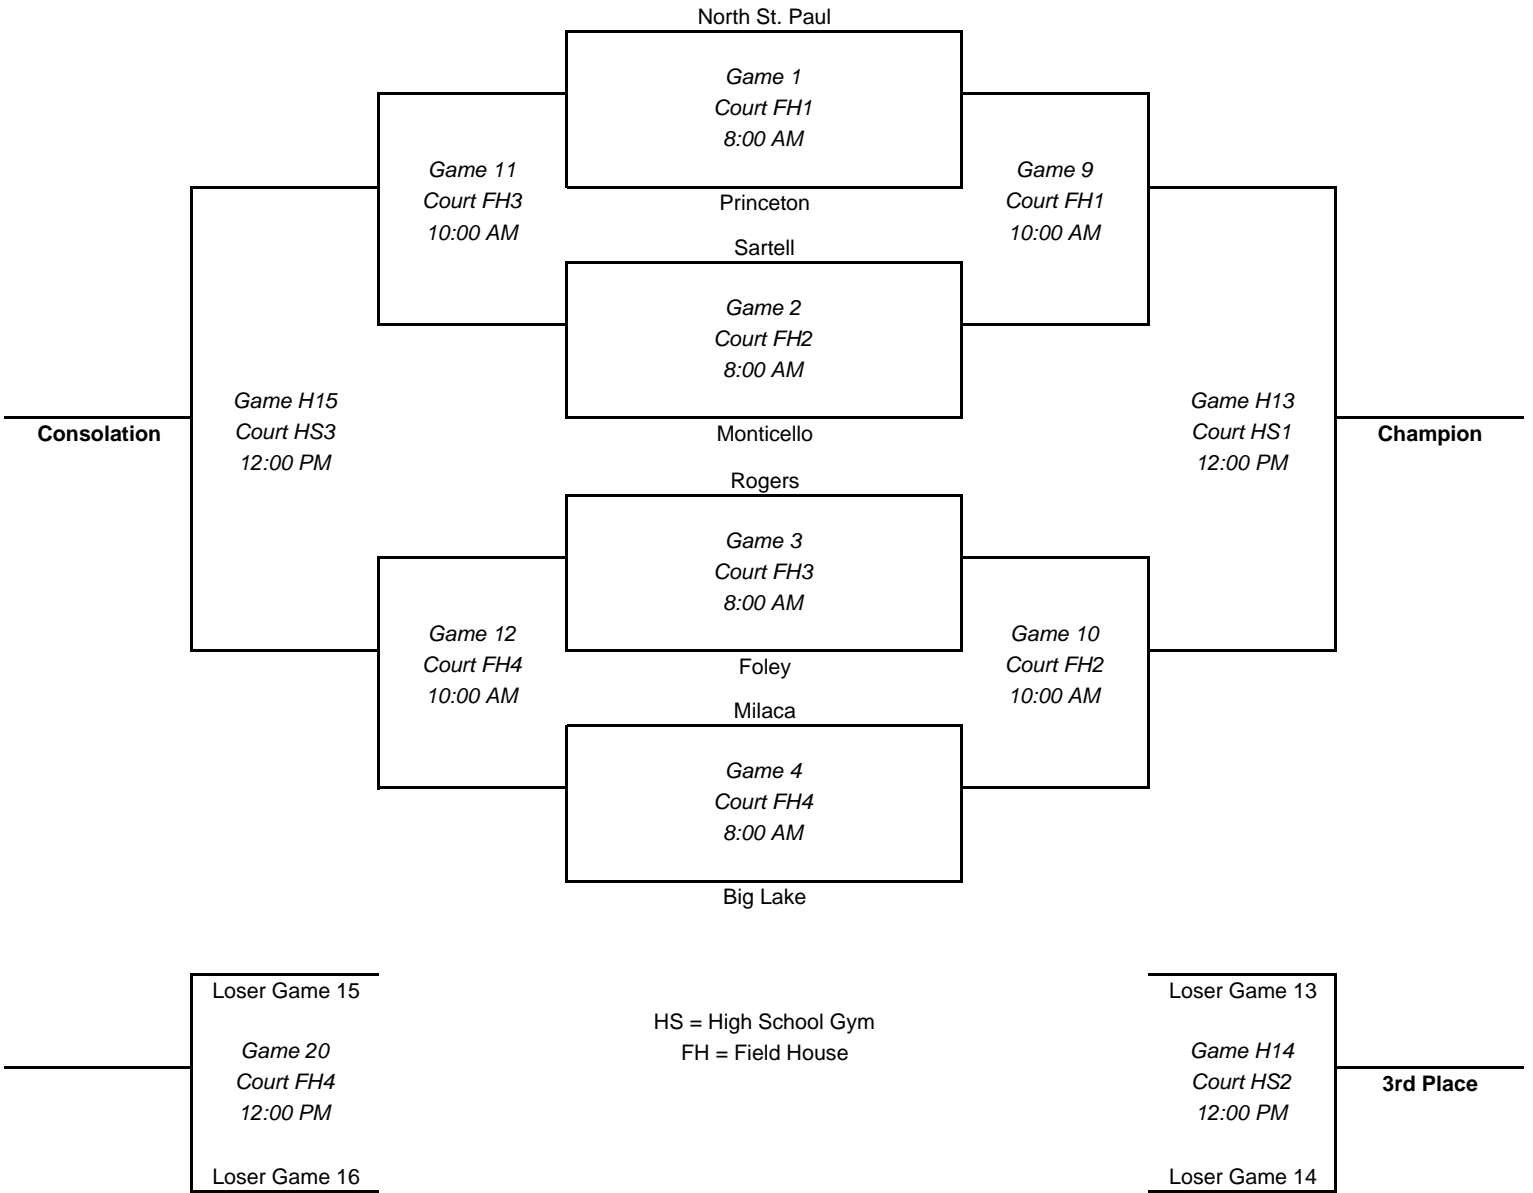 North St. Paul
Game 1
Court FH1
8:00 AM
Game 11
Court FH3
10:00 AM
Game 9
Court FH1
10:00 AM
Princeton
Sartell
Game 2
Court FH2
8:00 AM
Game H15
Court HS3
12:00 PM
Game H13
Court HS1
12:00 PM
Consolation
Monticello
Champion
Rogers
Game 3
Court FH3
8:00 AM
Game 12
Court FH4
10:00 AM
Game 10
Court FH2
10:00 AM
Foley
Milaca
Game 4
Court FH4
8:00 AM
Big Lake
Loser Game 15
Game 20
Court FH4
12:00 PM
Loser Game 16
HS = High School Gym
FH = Field House
Loser Game 13
Game H14
Court HS2
12:00 PM
3rd Place
Loser Game 14